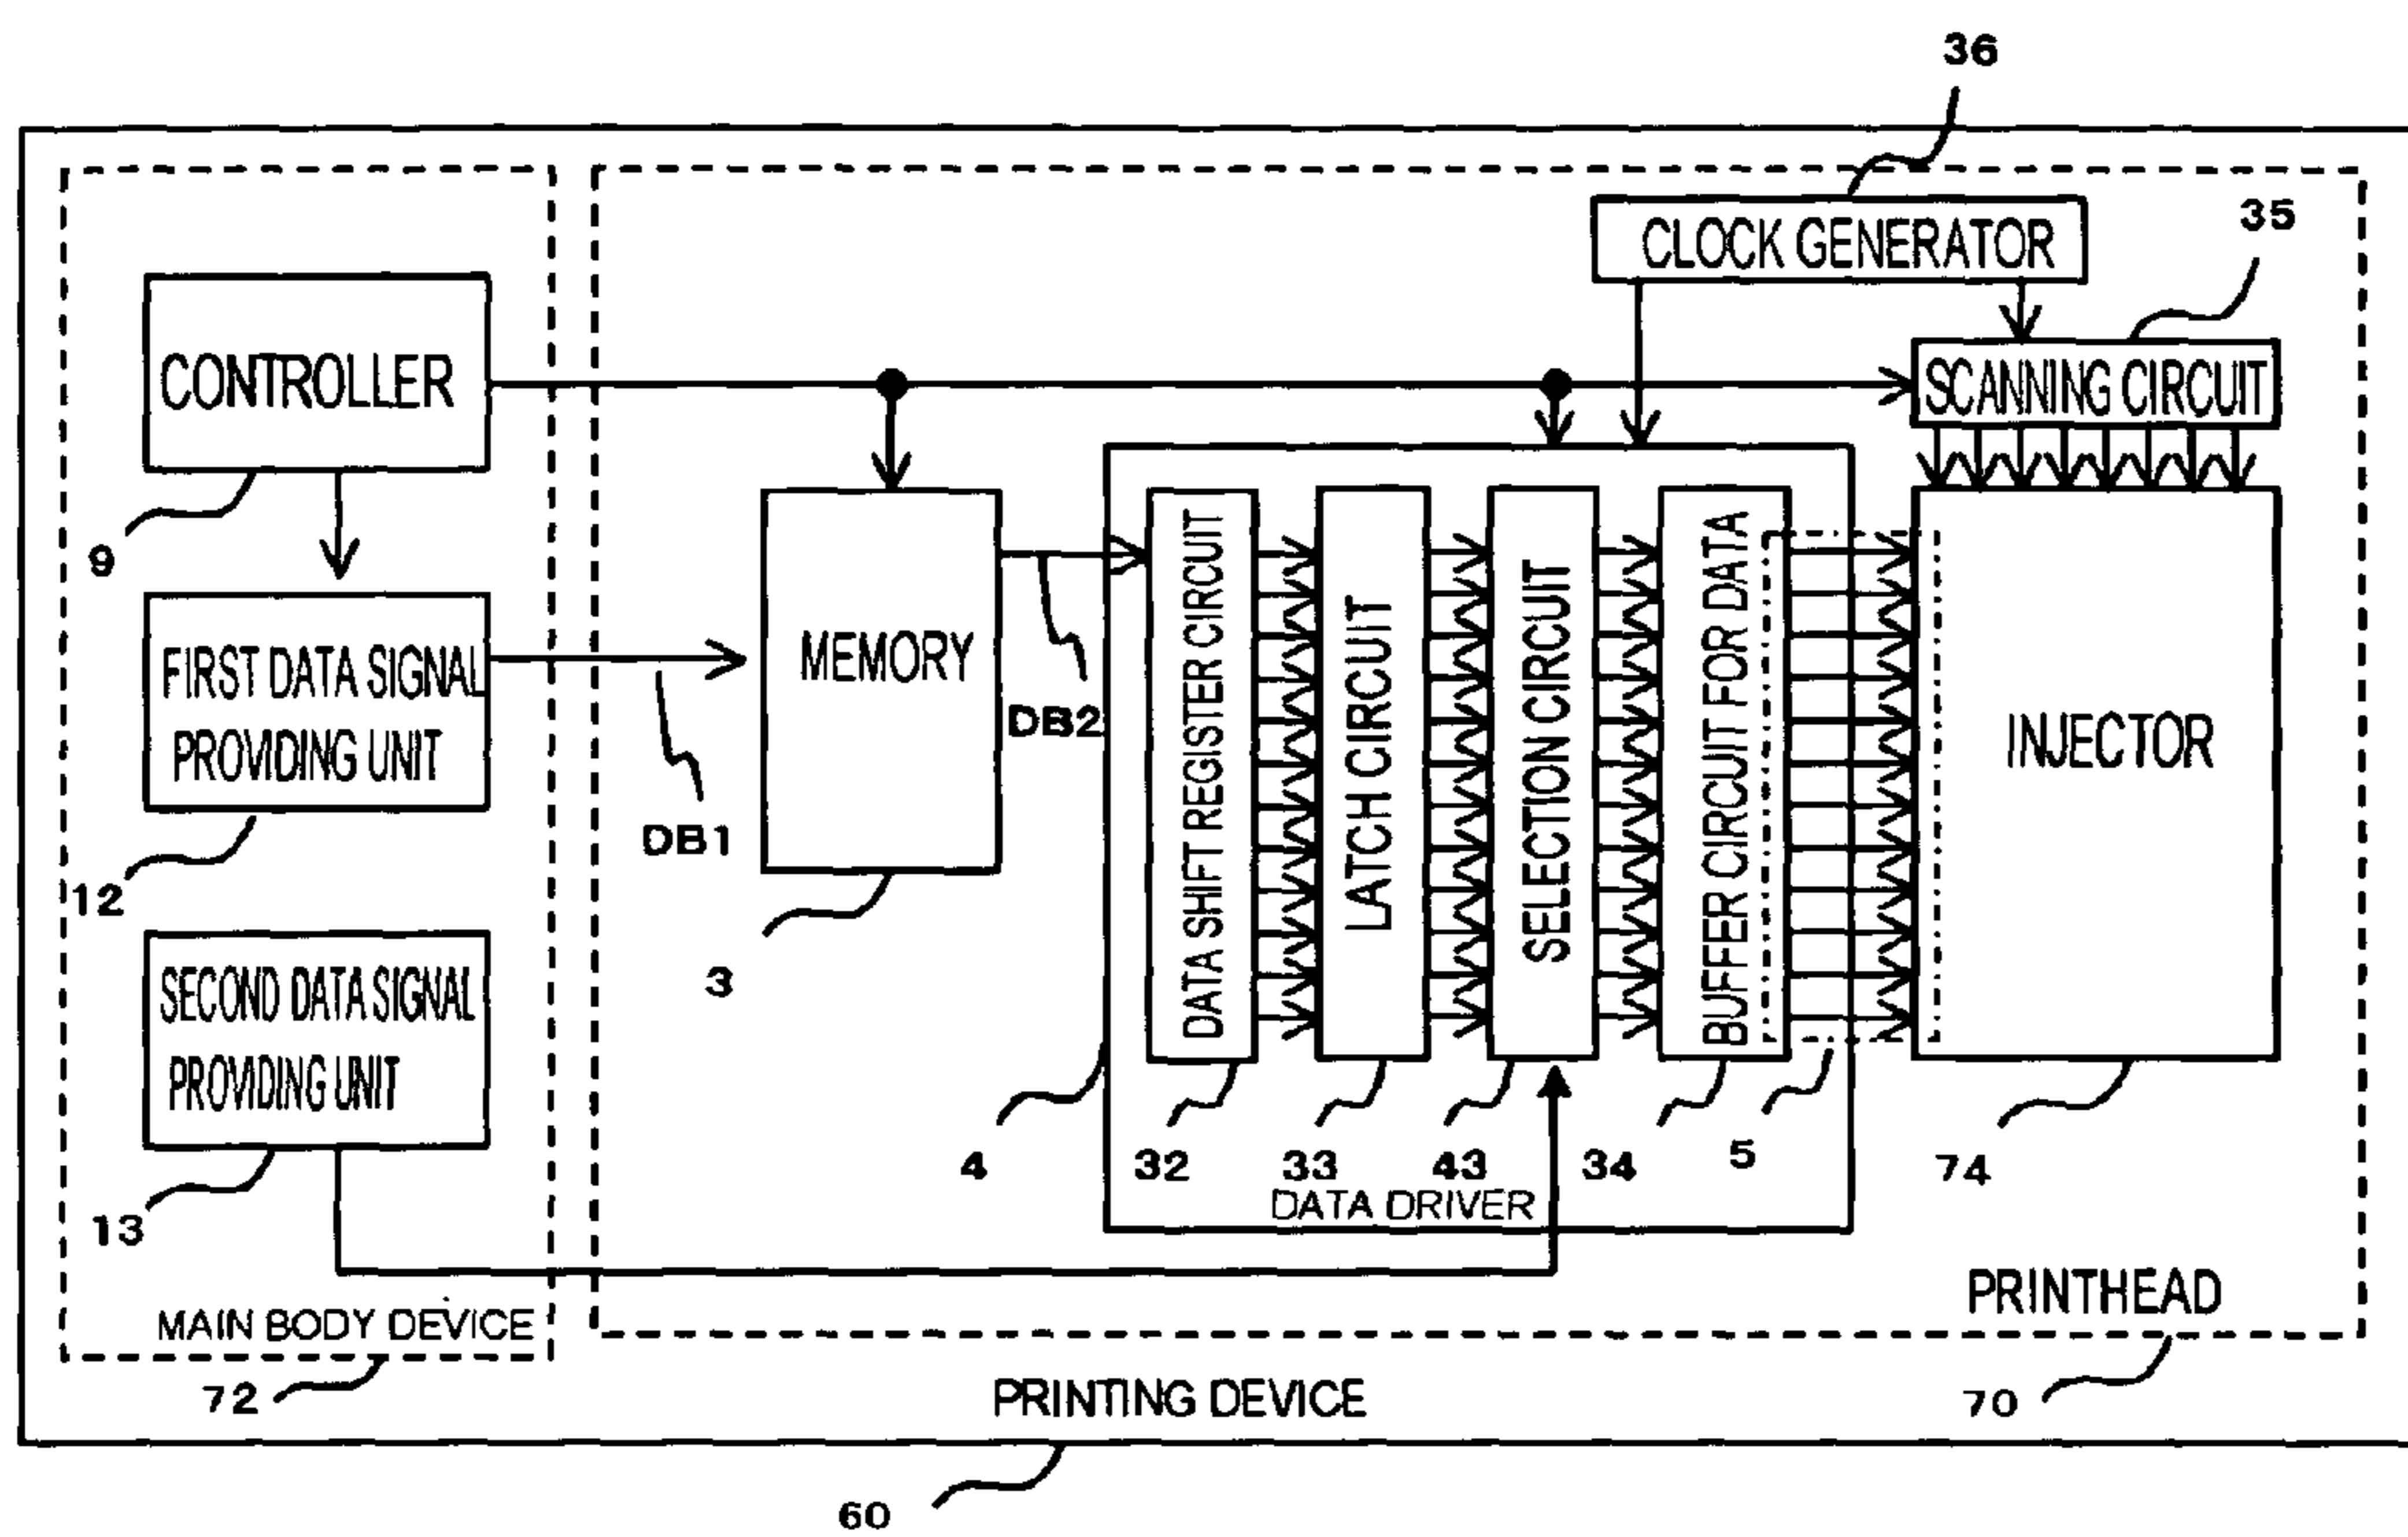 36
CLOCK GENERATOR
35
CONTROLLER
SCANNING CIRCUIT
9
FIRST DATA SIGNAL
PROVIDING UNIT
12
DB1
MEMORY
3
DB2
DATA SHIFT REGISTER CIRCUIT
LATCH CIRCUIT
SELECTION CIRCUIT
BUFFER CIRCUIT FOR DATA
INJECTOR
SECOND DATA SIGNAL
PROVIDING UNIT
13
4
32
33
43
34
5
74
DATA DRIVER
MAIN BODY DEVICE
72
PRINTHEAD
70
PRINTING DEVICE
60